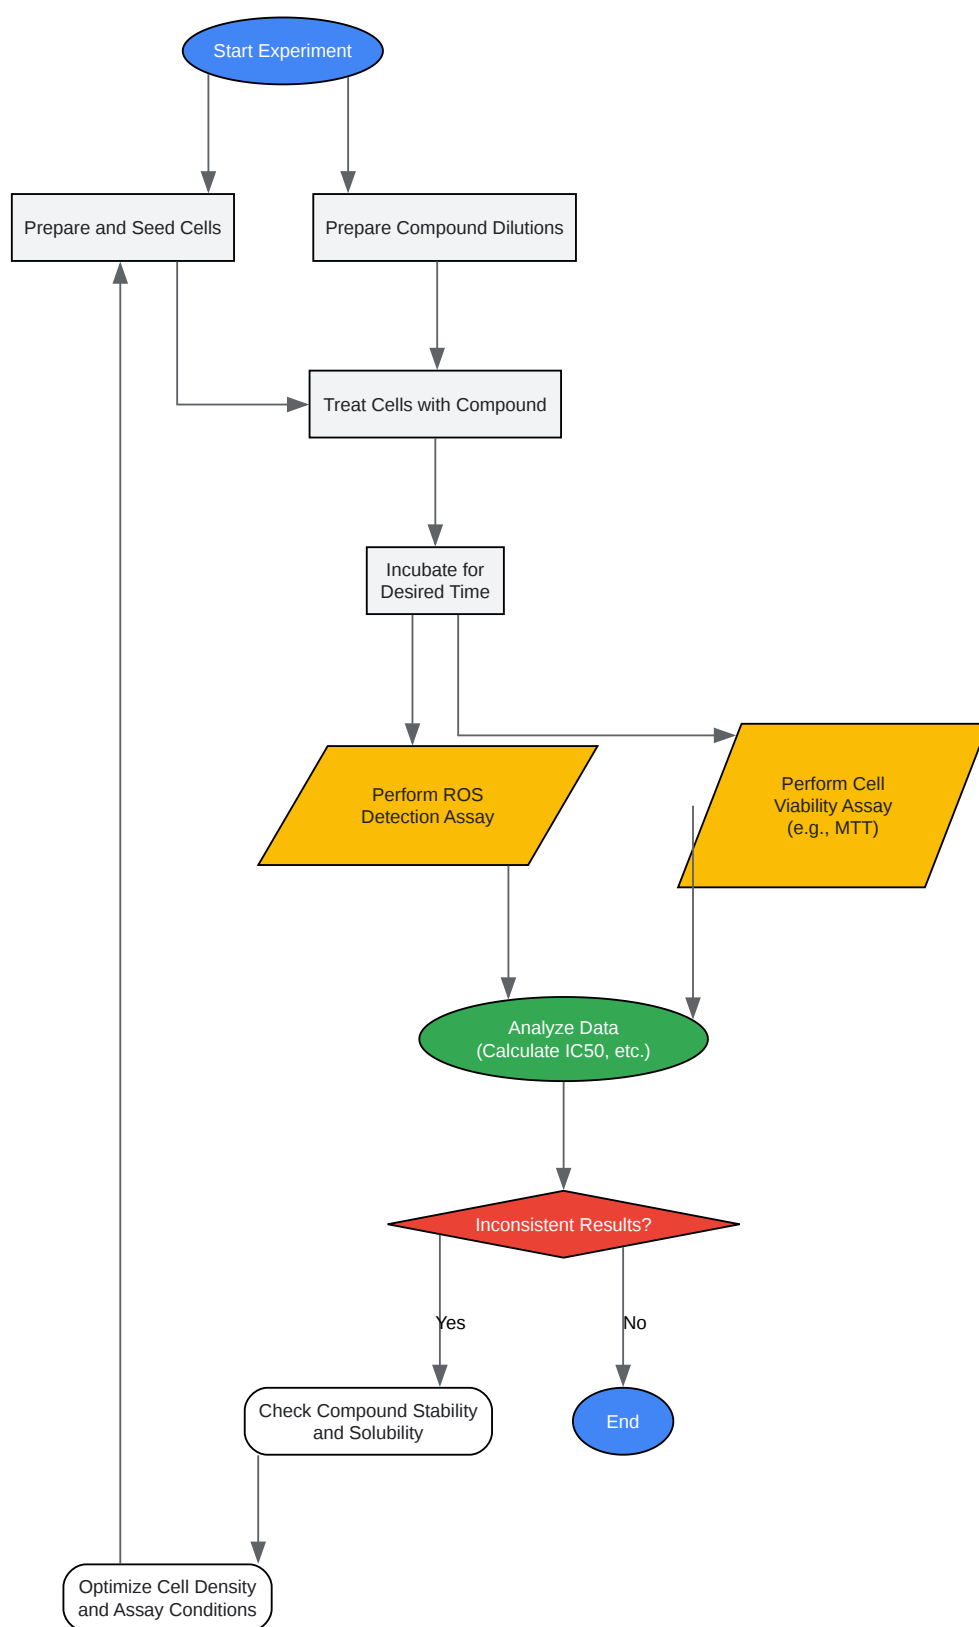 Start Experiment
Prepare and Seed Cells
Prepare Compound Dilutions
Treat Cells with Compound
Incubate for
Desired Time
Perform ROS
Detection Assay
Perform Cell
Viability Assay
(e.g., MTT)
Analyze Data
(Calculate IC50, etc.)
Inconsistent Results?
Yes
No
Check Compound Stability
and Solubility
End
Optimize Cell Density
and Assay Conditions